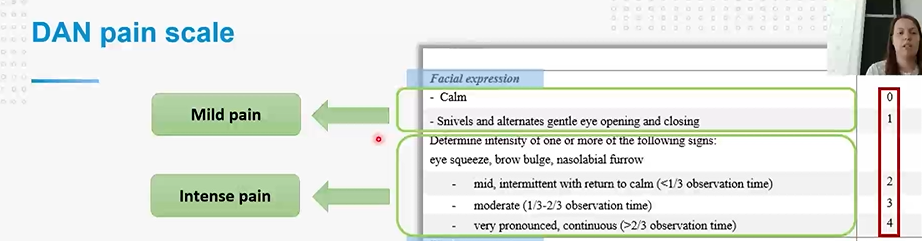 DAN pain scale
Facial expression
- Calm 0
- Snivels and alternates gentle eye opening and closing 1
Mild pain
Determine intensity of one or more of the following signs:
eye squeeze, brow bulge, nasolabial furrow
- mid, intermittent with return to calm (<1/3 observation time) 2
Intense pain
- moderate (1/3-2/3 observation time) 3
- very pronounced, continuous (>2/3 observation time) 4